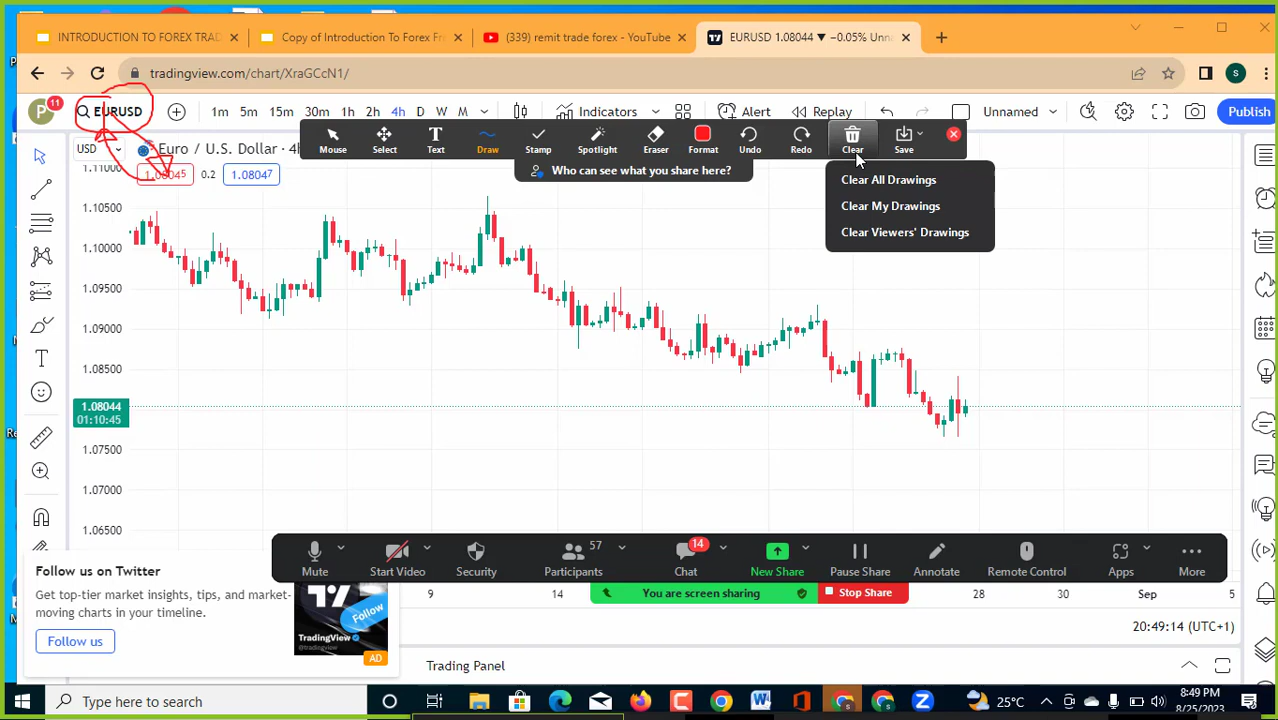 INTRODUCTION TO FOREX TRAD
Copy of Introduction To Forex Fr
(339) remit trade forex - YouTube
EURUSD 1.08044 ▼ −0.05% Unna
tradingview.com/chart/XraGCcN1/
S
P
11
EURUSD
1m 5m 15m 30m 1h 2h 4h D W M
Indicators
Alert
Replay
Unnamed
Publish
USD
Euro / U.S. Dollar · 4h
Mouse
Select
Text
Draw
Stamp
Spotlight
Eraser
Format
Undo
Redo
Clear
Save
Who can see what you share here?
Clear All Drawings
Clear My Drawings
Clear Viewers' Drawings
1.08045
0.2
1.08047
1.11000
1.10500
1.10000
1.09500
1.09000
1.08500
1.08044
01:10:45
1.07500
1.07000
1.06500
Mute
Start Video
Security
57
Participants
14
Chat
New Share
Pause Share
Annotate
Remote Control
Apps
More
You are screen sharing
Stop Share
Follow us on Twitter
Get top-tier market insights, tips, and market-
moving charts in your timeline.
Follow us
Follow
TradingView
@tradingview
AD
9
14
28
Sep
5
20:49:14 (UTC+1)
Trading Panel
Type here to search
25°C
8:49 PM
8/25/2023